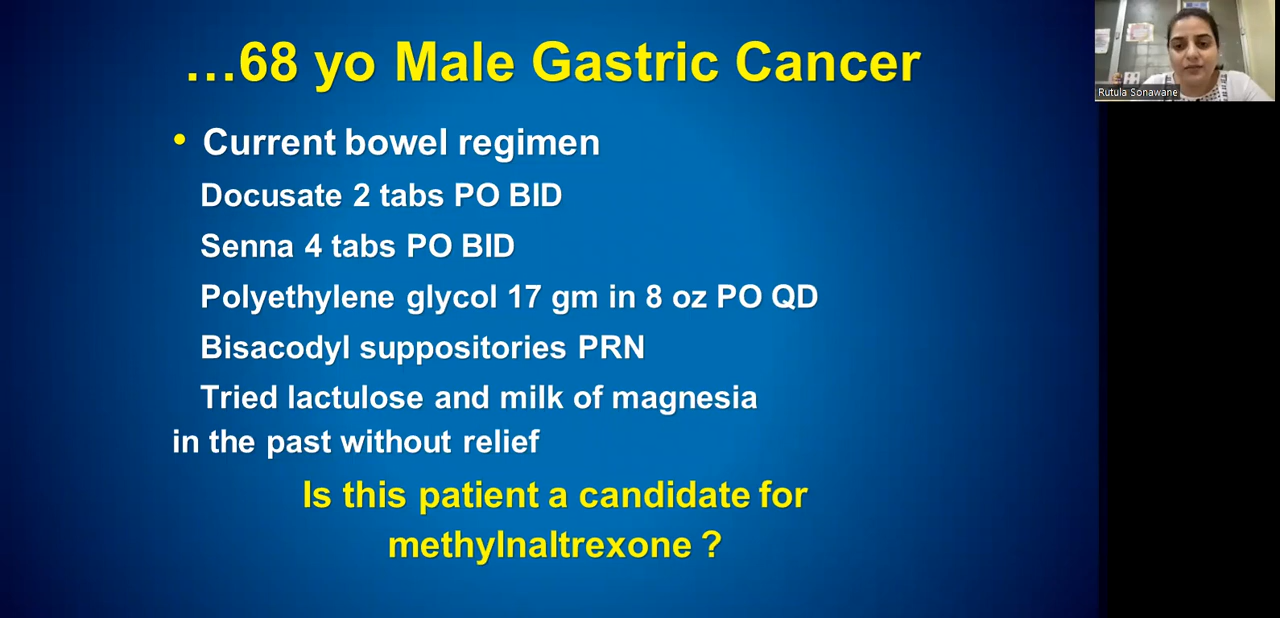 …68 yo Male Gastric Cancer
• Current bowel regimen
Docusate 2 tabs PO BID
Senna 4 tabs PO BID
Polyethylene glycol 17 gm in 8 oz PO QD
Bisacodyl suppositories PRN
Tried lactulose and milk of magnesia
in the past without relief
Is this patient a candidate for
methylnaltrexone ?
Rutula Sonawane